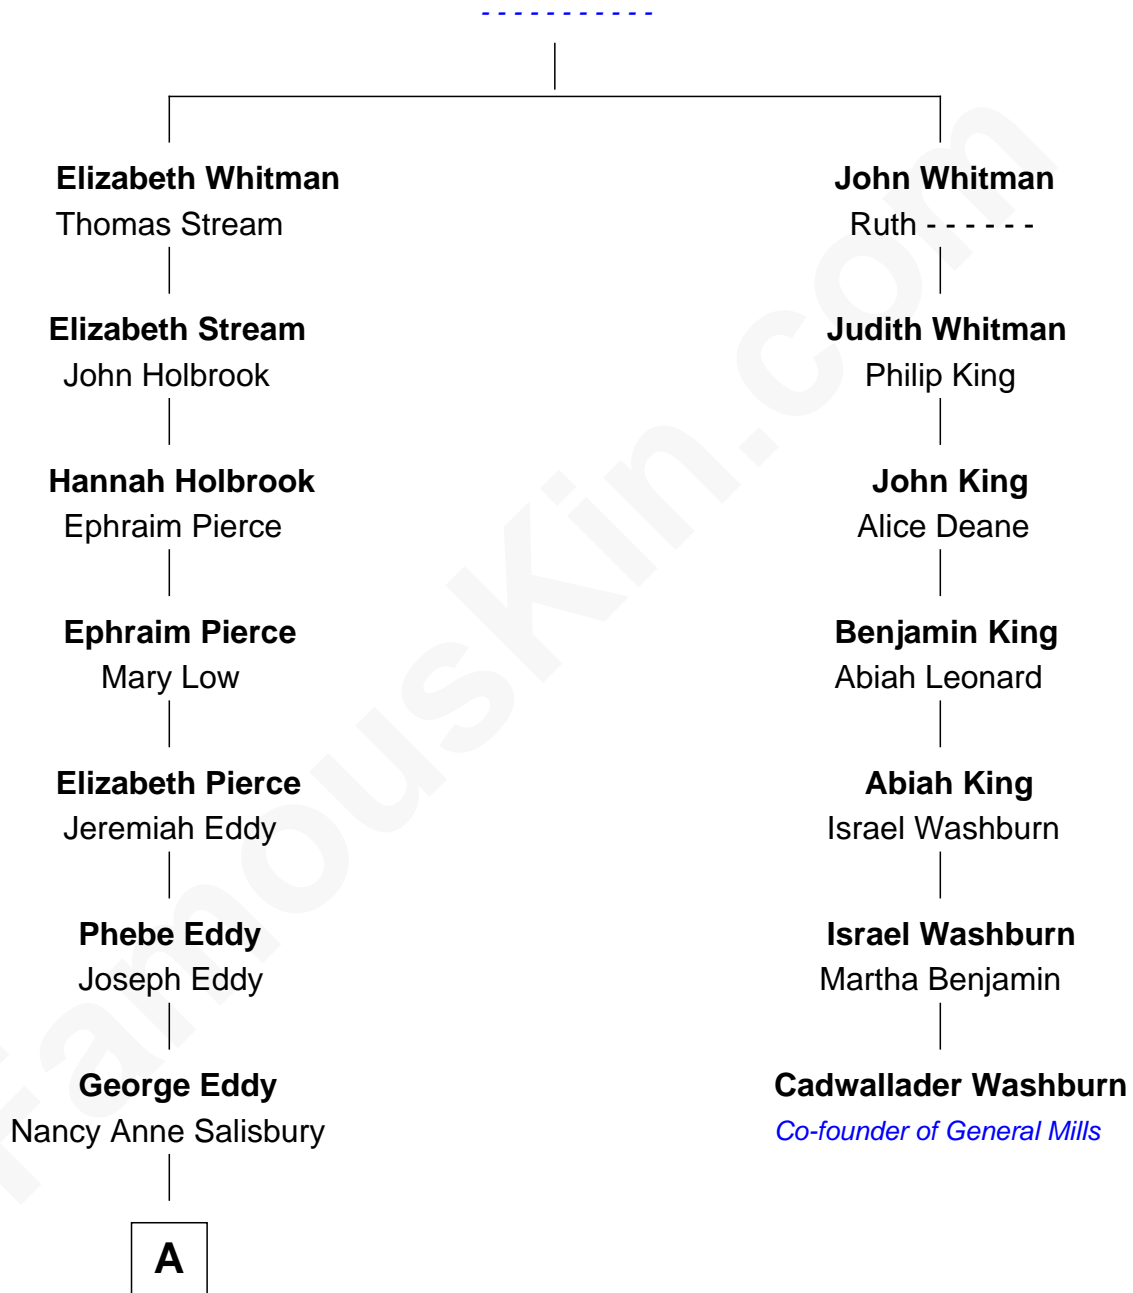 - - - - - - - - - - -
Elizabeth Whitman
Thomas Stream
Elizabeth Stream
John Holbrook
Hannah Holbrook
Ephraim Pierce
Ephraim Pierce
Mary Low
Elizabeth Pierce
Jeremiah Eddy
Phebe Eddy
Joseph Eddy
George Eddy
Nancy Anne Salisbury
A
John Whitman
Ruth - - - - - -
Judith Whitman
Philip King
John King
Alice Deane
Benjamin King
Abiah Leonard
Abiah King
Israel Washburn
Israel Washburn
Martha Benjamin
Cadwallader Washburn
Co-founder of General Mills
FamousKin.com